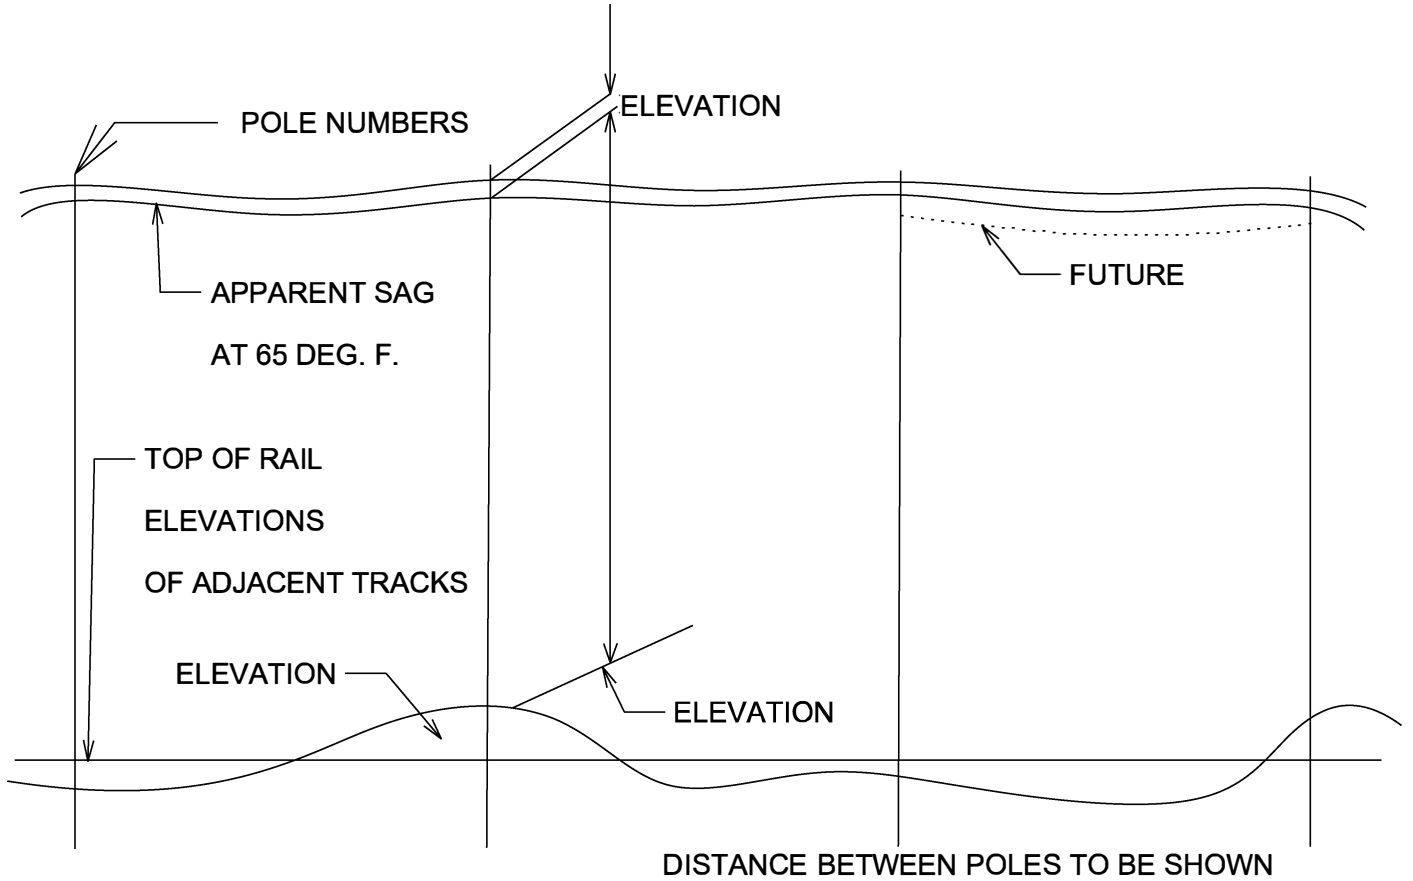 ELEVATION
POLE NUMBERS
FUTURE
APPARENT SAG
AT 65 DEG. F.
TOP OF RAIL
ELEVATIONS
OF ADJACENT TRACKS
ELEVATION
ELEVATION
DISTANCE BETWEEN POLES TO BE SHOWN